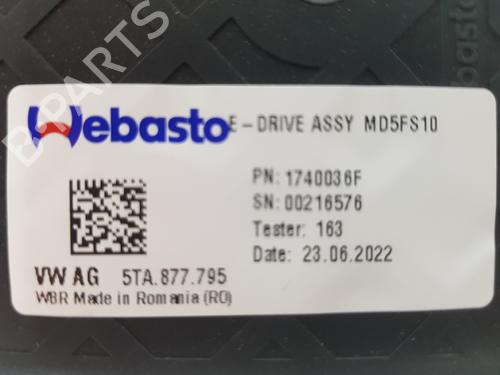 Webasto E-DRIVE ASSY MD5FS10
PN: 1740036F
SN: 00216576
Tester: 163
Date: 23.06.2022
VW AG 5TA.877.795
WBR Made in Romania (RO)
ebasto
B-PARTS